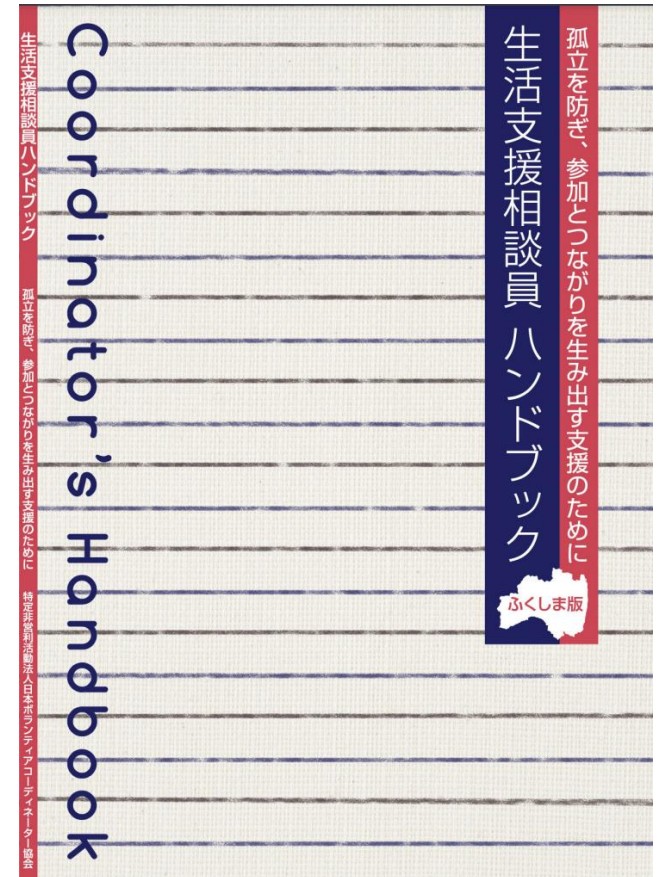 孤立を防ぎ、参加とつながりを生み出す支援のために
生活支援相談員 ハンドブック
ふくしま版
Coordinator's Handbook
生活支援相談員ハンドブック
孤立を防ぎ、参加とつながりを生み出す支援のために
特定非営利活動法人日本ボランティアコーディネーター協会